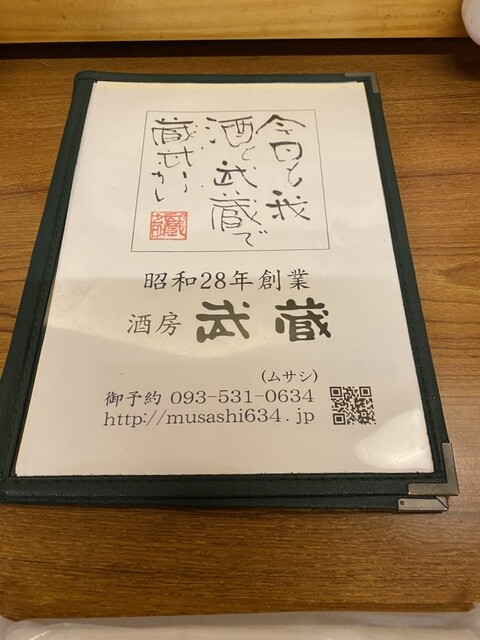 今日も我
酒と武蔵で
昭和28年創業
酒房 武蔵
(ムサシ)
御予約 093-531-0634
http://musashi634.jp